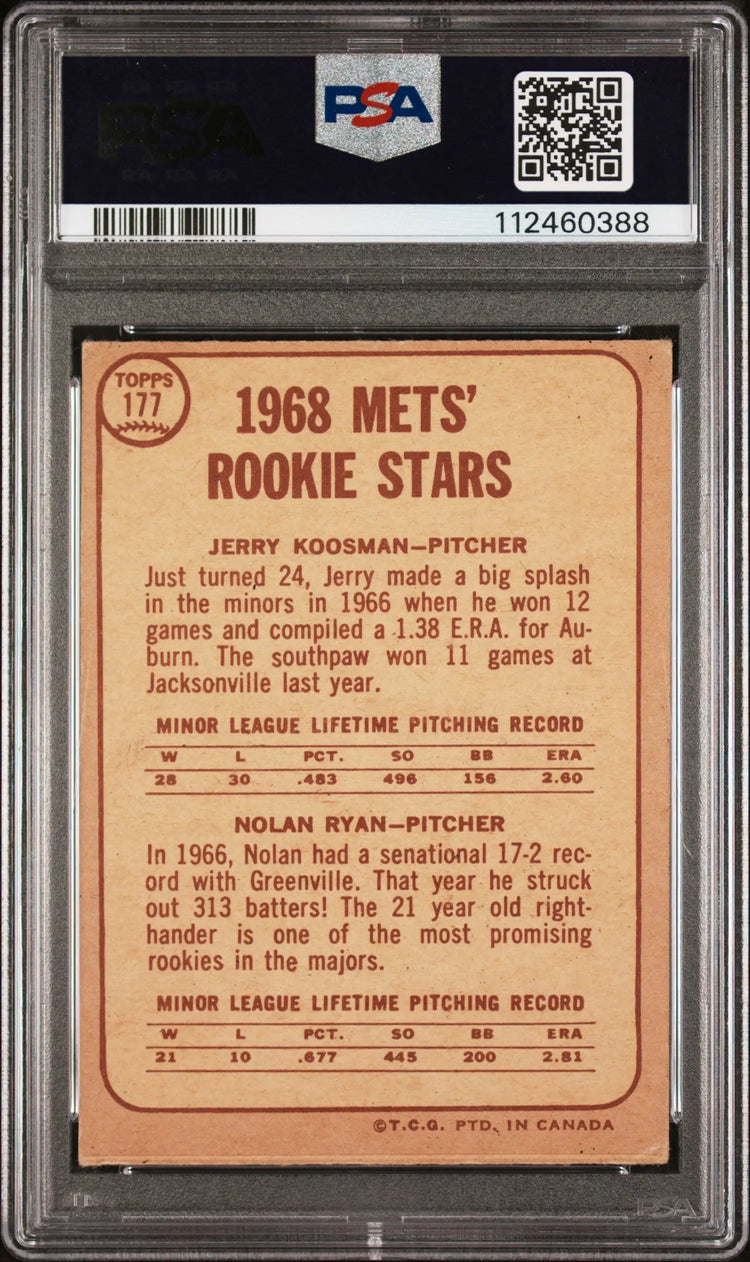 PSA
112460388
TOPPS
177
1968 METS'
ROOKIE STARS
JERRY KOOSMAN—PITCHER
Just turned 24, Jerry made a big splash
in the minors in 1966 when he won 12
games and compiled a 1.38 E.R.A. for Au-
burn. The southpaw won 11 games at
Jacksonville last year.
MINOR LEAGUE LIFETIME PITCHING RECORD
W L PCT. SO BB ERA
28 30 .483 496 156 2.60
NOLAN RYAN—PITCHER
In 1966, Nolan had a senational 17-2 rec-
ord with Greenville. That year he struck
out 313 batters! The 21 year old right-
hander is one of the most promising
rookies in the majors.
MINOR LEAGUE LIFETIME PITCHING RECORD
W L PCT. SO BB ERA
21 10 .677 445 200 2.81
©T.C.G. PTD. IN CANADA
PSA